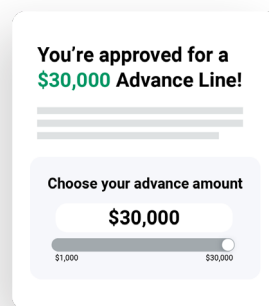 You're approved for a
$30,000 Advance Line!
Choose your advance amount
$30,000
$1,000 $30,000